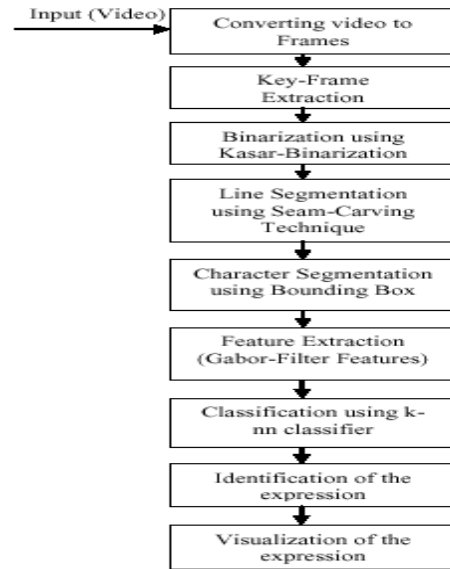 Input (Video)
Converting video to
Frames
Key-Frame
Extraction
Binarization using
Kasar-Binarization
Line Segmentation
using Seam-Carving
Technique
Character Segmentation
using Bounding Box
Feature Extraction
(Gabor-Filter Features)
Classification using k-
nn classifier
Identification of the
expression
Visualization of the
expression